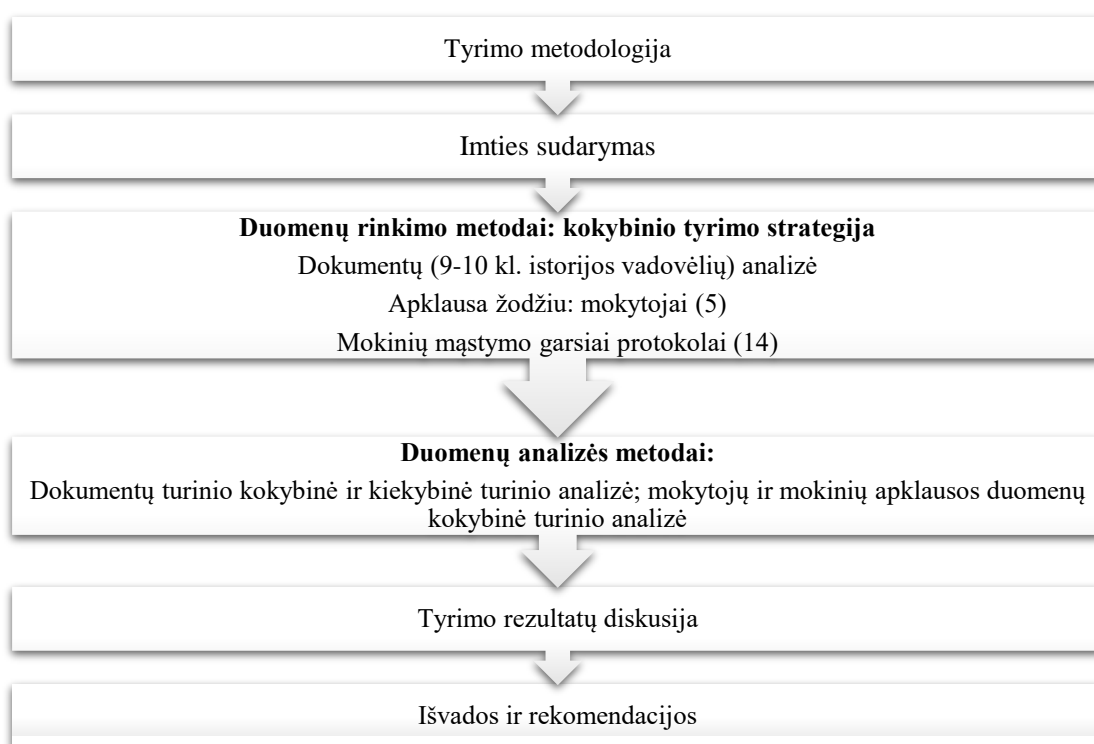 Tyrimo metodologija
Imties sudarymas
Duomenų rinkimo metodai: kokybinio tyrimo strategija
Dokumentų (9-10 kl. istorijos vadovėlių) analizė
Apklausa žodžiu: mokytojai (5)
Mokinių mąstymo garsiai protokolai (14)
Duomenų analizės metodai:
Dokumentų turinio kokybinė ir kiekybinė turinio analizė; mokytojų ir mokinių apklausos duomenų
kokybinė turinio analizė
Tyrimo rezultatų diskusija
Išvados ir rekomendacijos